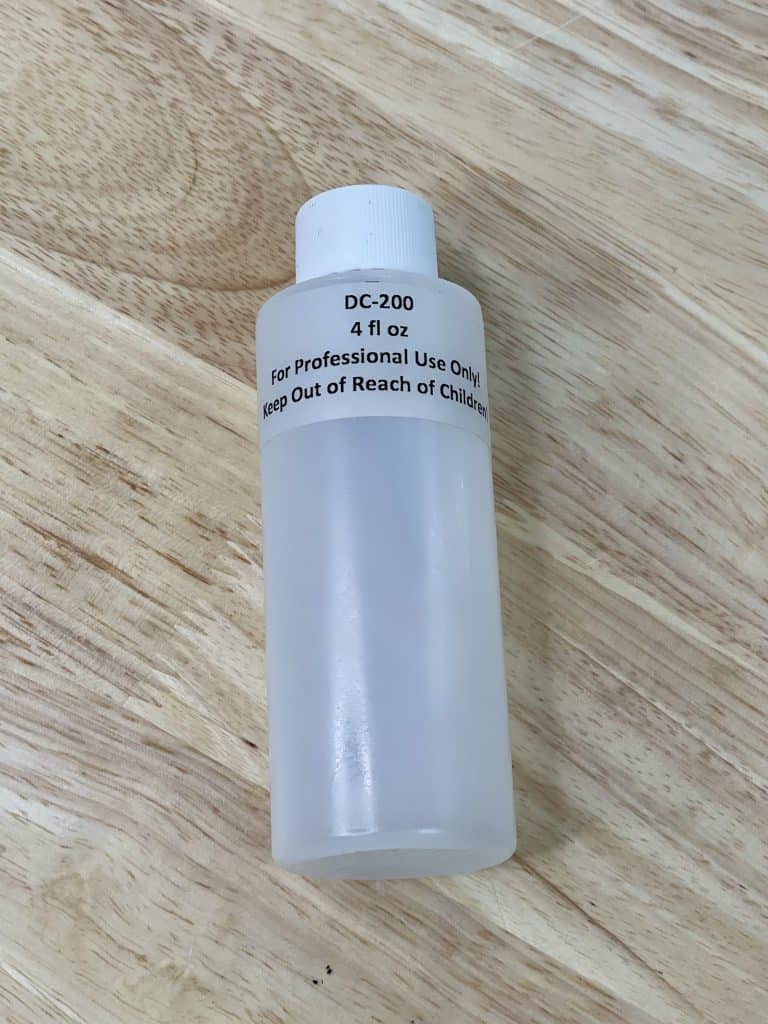 DC-200
4 fl oz
For Professional Use Only!
Keep Out of Reach of Children!